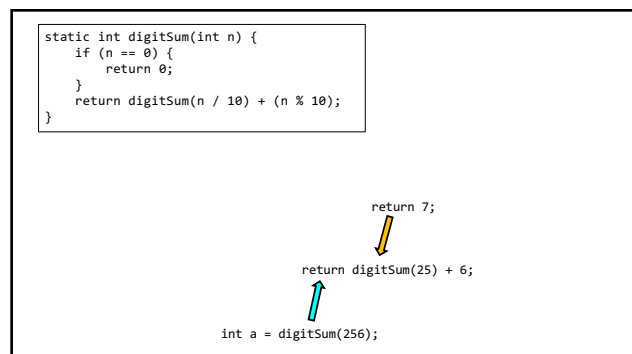 static int digitSum(int n) {
    if (n == 0) {
        return 0;
    }
    return digitSum(n / 10) + (n % 10);
}
return 7;
return digitSum(25) + 6;
int a = digitSum(256);